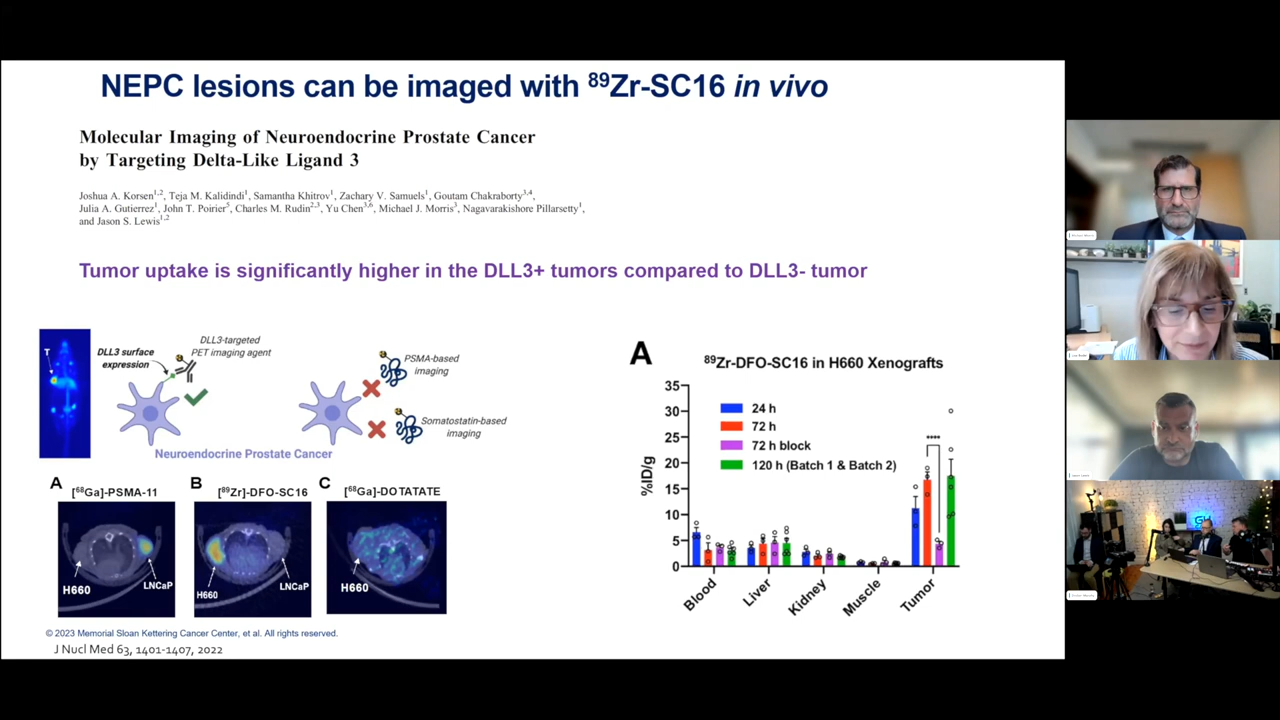 NEPC lesions can be imaged with ⁸⁹Zr-SC16 in vivo
Molecular Imaging of Neuroendocrine Prostate Cancer
by Targeting Delta-Like Ligand 3
Joshua A. Korsen1,2, Teja M. Kalidindi1, Samantha Khitrov1, Zachary V. Samuels1, Goutam Chakraborty3,4,
Julia A. Gutierrez1, John T. Poirier5, Charles M. Rudin2,3, Yu Chen3,6, Michael J. Morris3, Nagavarakishore Pillarsetty1,
and Jason S. Lewis1,2
Tumor uptake is significantly higher in the DLL3+ tumors compared to DLL3- tumor
T
DLL3 surface
expression
DLL3-targeted
PET imaging agent
PSMA-based
imaging
Somatostatin-based
imaging
Neuroendocrine Prostate Cancer
A
[⁶⁸Ga]-PSMA-11
H660
LNCaP
B
[⁸⁹Zr]-DFO-SC16
H660
LNCaP
C
[⁶⁸Ga]-DOTATATE
H660
A
⁸⁹Zr-DFO-SC16 in H660 Xenografts
%ID/g
35
30
25
20
15
10
5
0
24 h
72 h
72 h block
120 h (Batch 1 & Batch 2)
****
Blood
Liver
Kidney
Muscle
Tumor
© 2023 Memorial Sloan Kettering Cancer Center, et al. All rights reserved.
J Nucl Med 63, 1401-1407, 2022